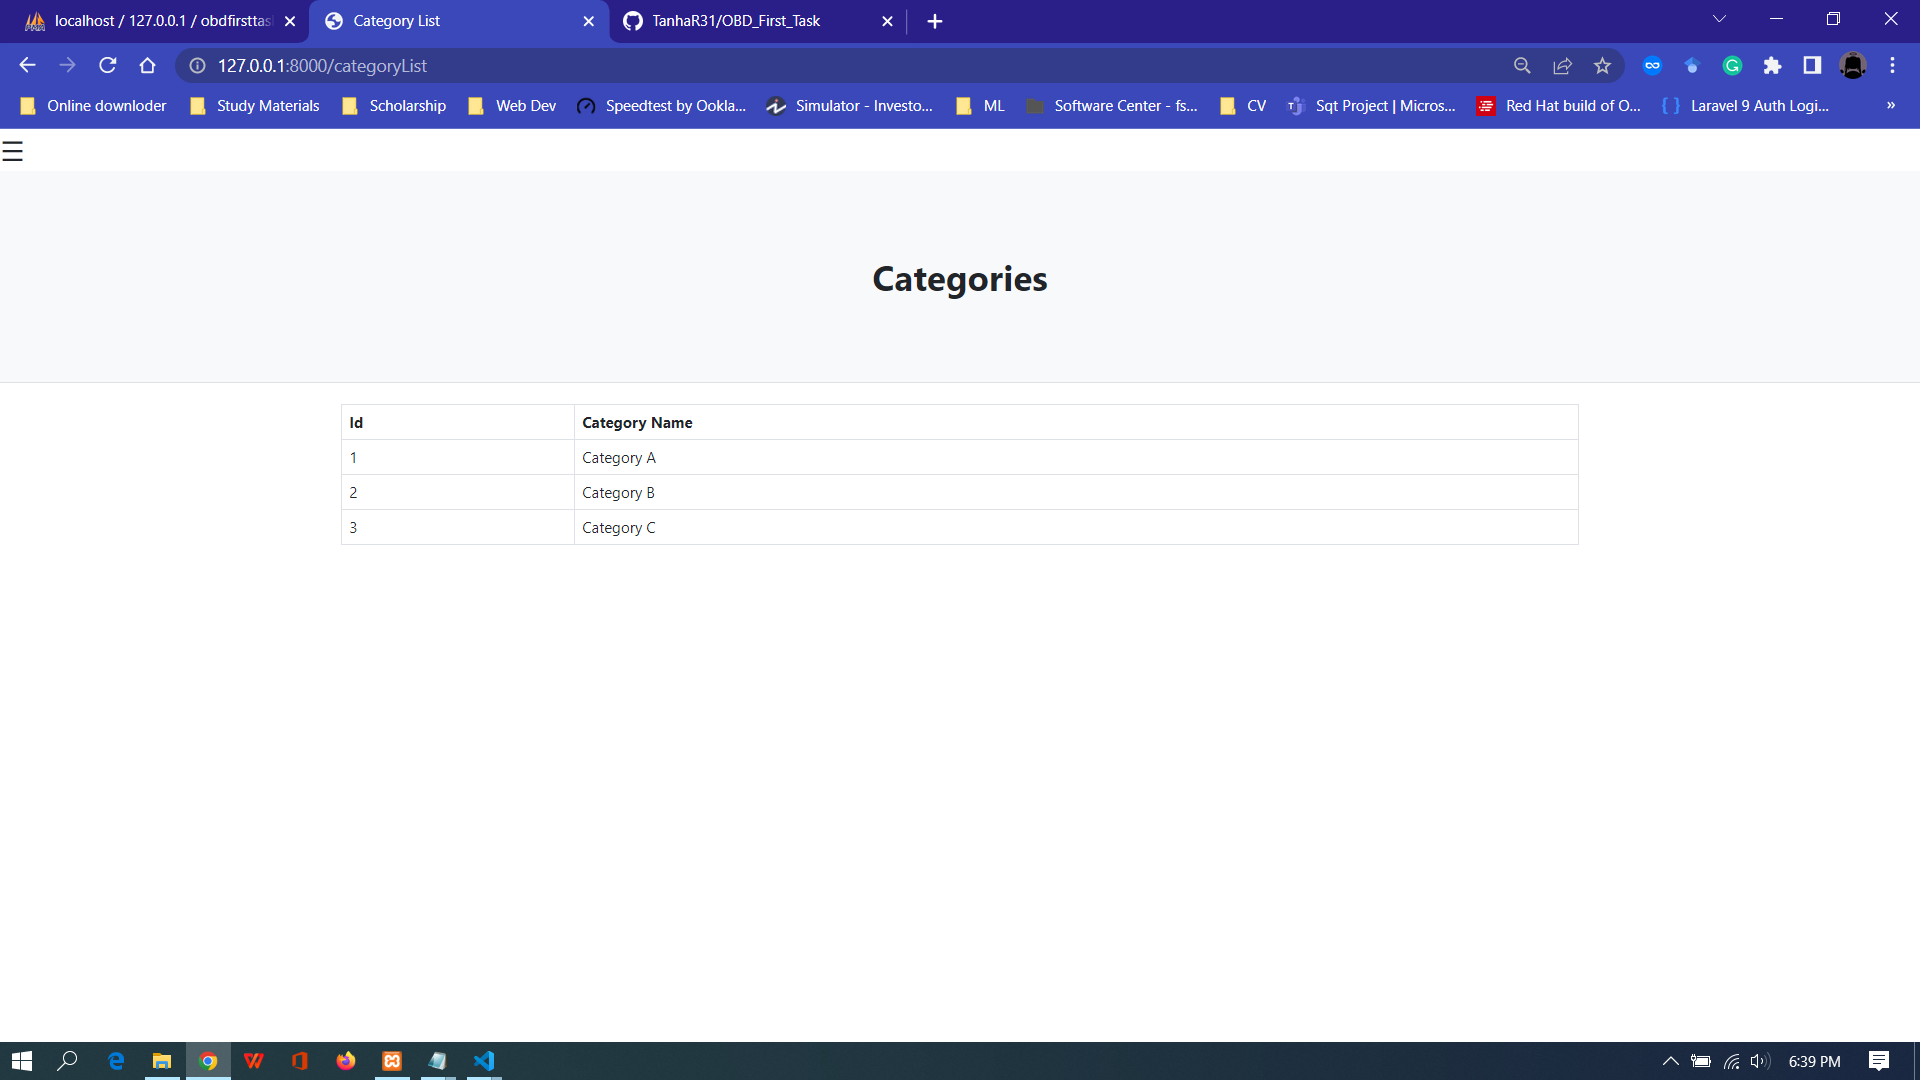 localhost / 127.0.0.1 / obdfirsttas
Category List
TanhaR31/OBD_First_Task
127.0.0.1:8000/categoryList
Online downloder
Study Materials
Scholarship
Web Dev
Speedtest by Ookla...
Simulator - Investo...
ML
Software Center - fs...
CV
Sqt Project | Micros...
Red Hat build of O...
Laravel 9 Auth Logi...
»
Categories
Id Category Name
1 Category A
2 Category B
3 Category C
6:39 PM